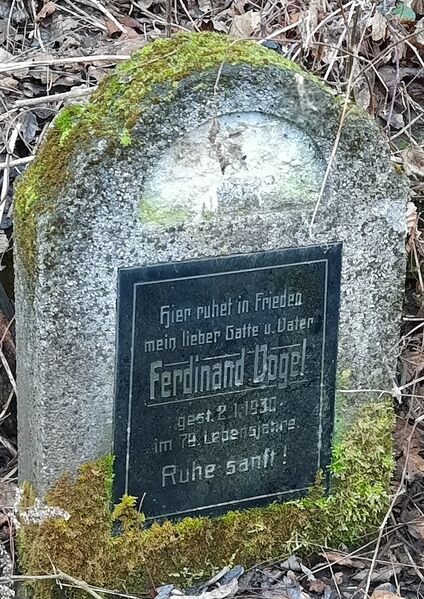 Hier ruhet in Frieden
mein lieber Gatte u. Vater
Ferdinand Vogel
gest. 2.1.1930
im 79. Lebensjahre.
Ruhe sanft!